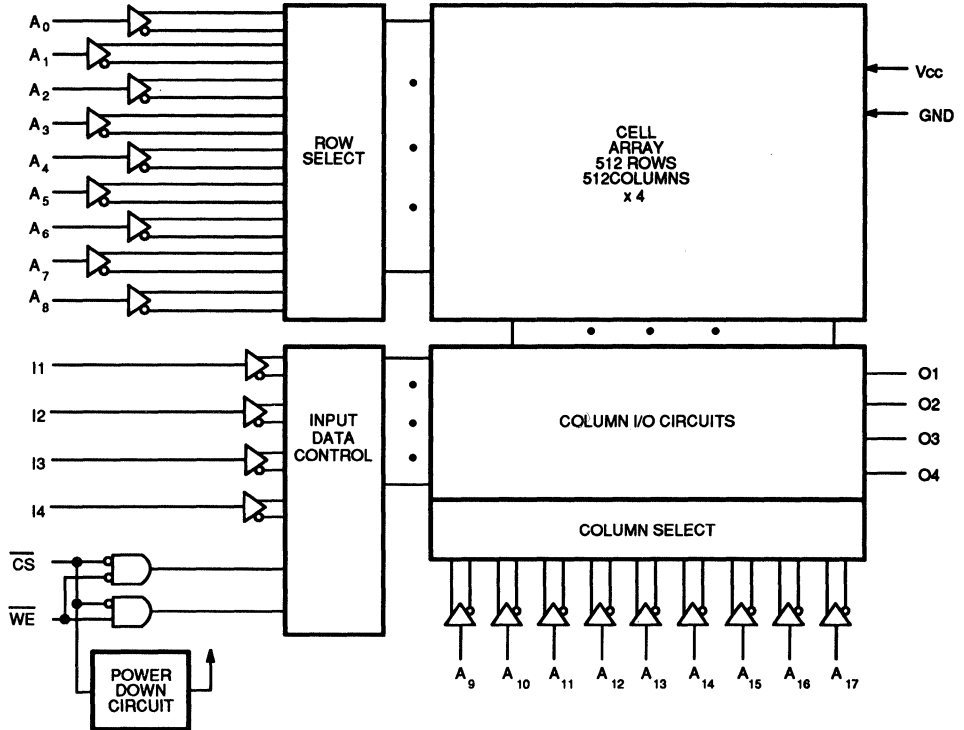 A0
A1
A2
A3
A4
A5
A6
A7
A8
ROW
SELECT
CELL
ARRAY
512 ROWS
512COLUMNS
x 4
Vcc
GND
I1
I2
I3
I4
INPUT
DATA
CONTROL
COLUMN I/O CIRCUITS
O1
O2
O3
O4
COLUMN SELECT
CS
WE
POWER
DOWN
CIRCUIT
A9
A10
A11
A12
A13
A14
A15
A16
A17